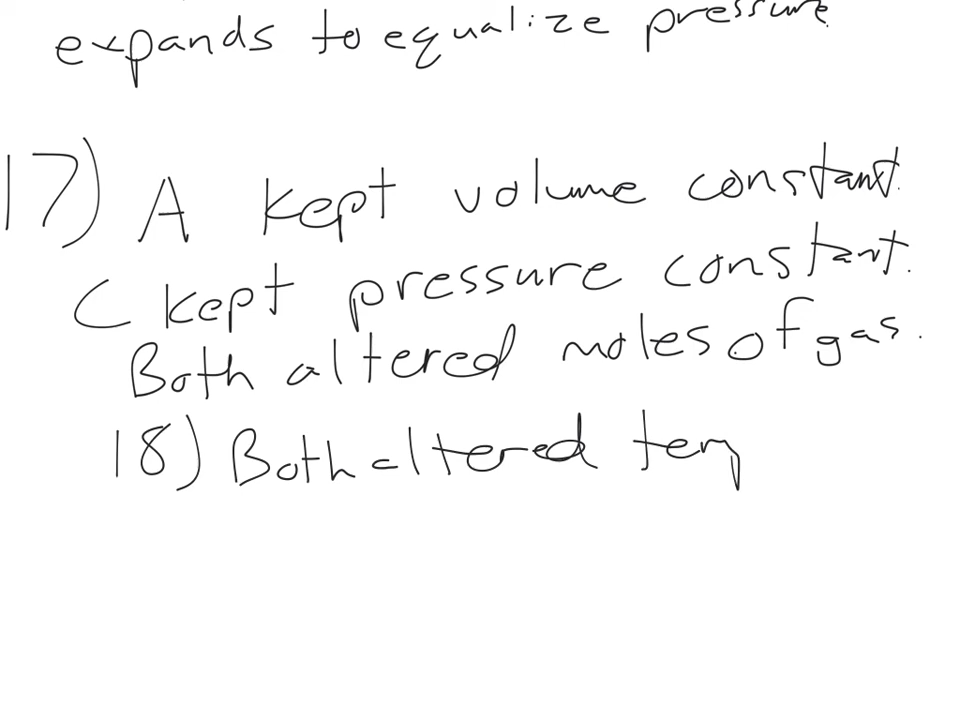 expands to equalize pressure
17) A kept volume constant.
C kept pressure constant.
Both altered moles of gas.
18) Both altered tem